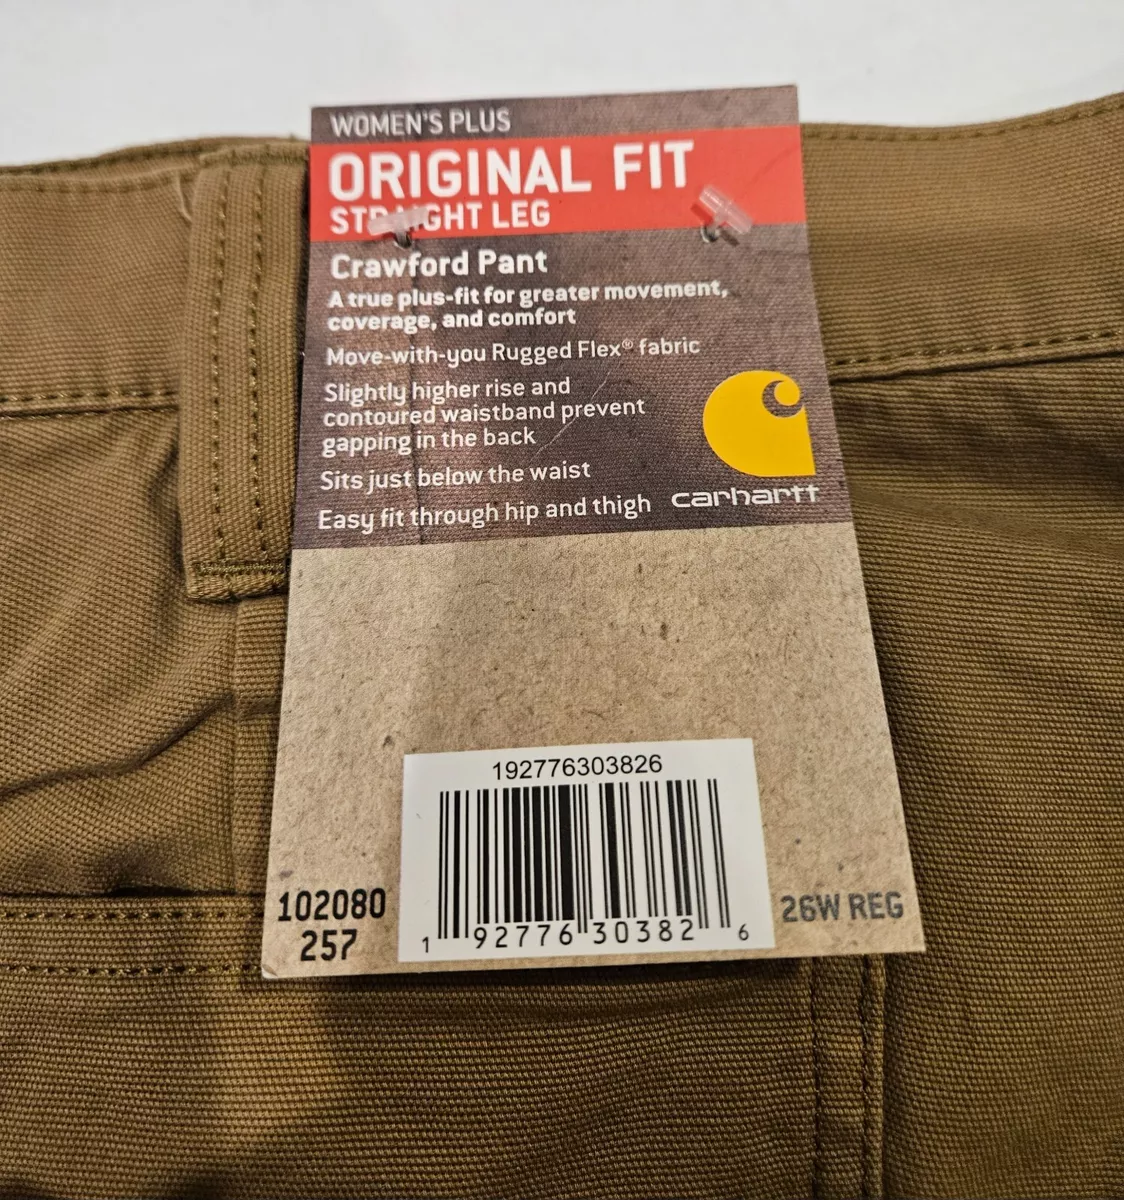 WOMEN'S PLUS
ORIGINAL FIT
STRAIGHT LEG
Crawford Pant
A true plus-fit for greater movement,
coverage, and comfort
Move-with-you Rugged Flex® fabric
Slightly higher rise and
contoured waistband prevent
gapping in the back
Sits just below the waist
Easy fit through hip and thigh
carhartt
192776303826
102080
257
1 92776 30382 6
26W REG